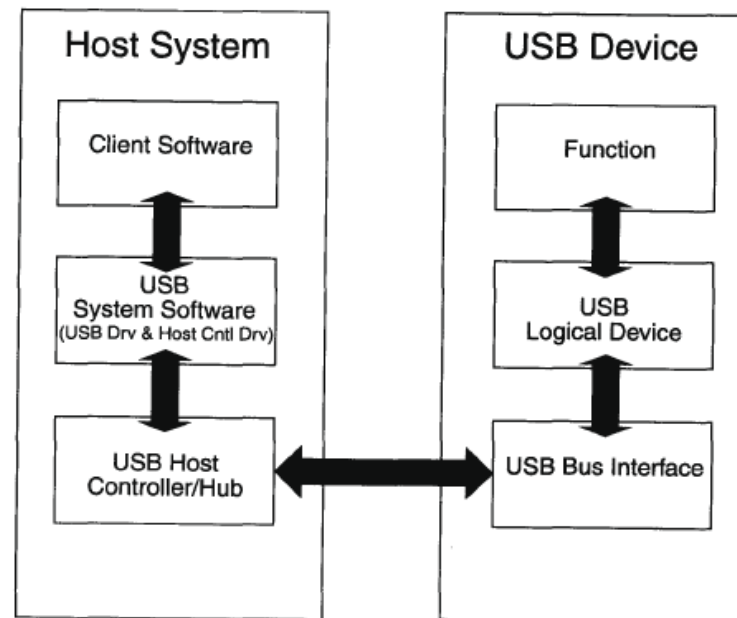 Host System
Client Software
USB
System Software
(USB Drv & Host Cntl Drv)
USB Host
Controller/Hub
USB Device
Function
USB
Logical Device
USB Bus Interface